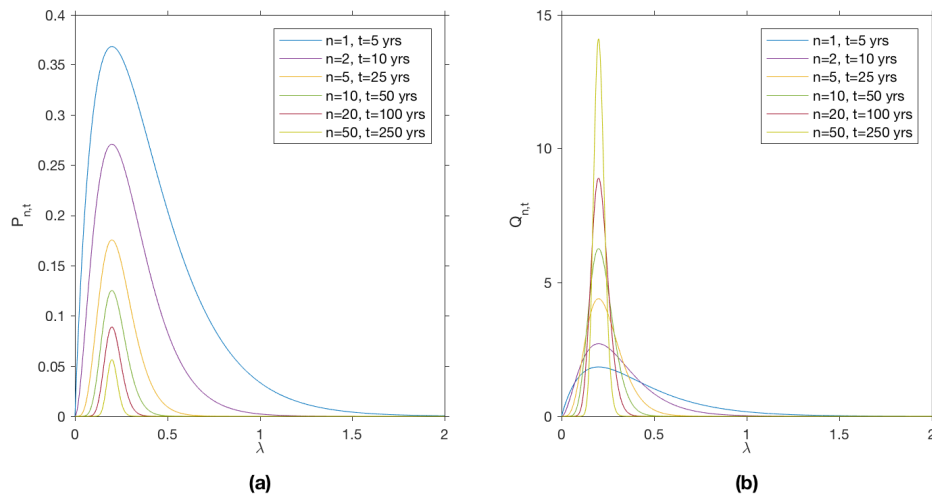 0.4
0.35
0.3
0.25
0.2
0.15
0.1
0.05
0
P_{n,t}
n=1, t=5 yrs
n=2, t=10 yrs
n=5, t=25 yrs
n=10, t=50 yrs
n=20, t=100 yrs
n=50, t=250 yrs
0 0.5 1 1.5 2
λ
(a)
15
10
5
0
Q_{n,t}
n=1, t=5 yrs
n=2, t=10 yrs
n=5, t=25 yrs
n=10, t=50 yrs
n=20, t=100 yrs
n=50, t=250 yrs
0 0.5 1 1.5 2
λ
(b)